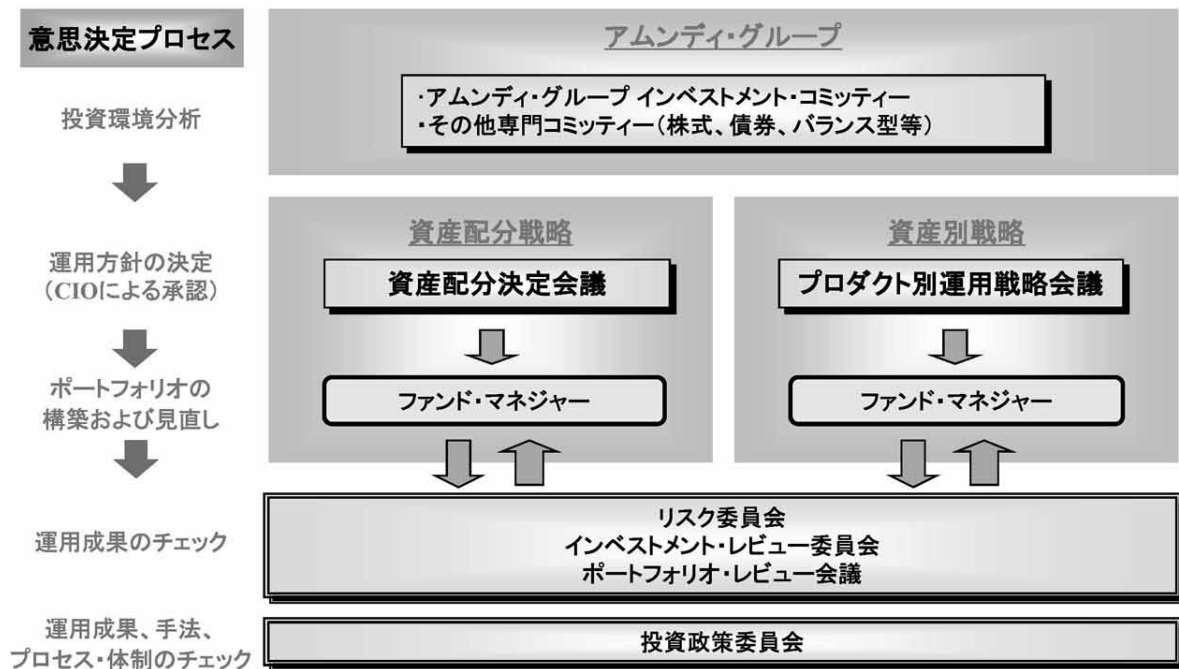 意思決定プロセス
アムンディ・グループ
・アムンディ・グループ インベストメント・コミッティー
・その他専門コミッティー（株式、債券、バランス型等）
投資環境分析
資産配分戦略
資産別戦略
運用方針の決定
（CIOによる承認）
資産配分決定会議
プロダクト別運用戦略会議
ポートフォリオの
構築および見直し
ファンド・マネジャー
ファンド・マネジャー
運用成果のチェック
リスク委員会
インベストメント・レビュー委員会
ポートフォリオ・レビュー会議
運用成果、手法、
プロセス・体制のチェック
投資政策委員会